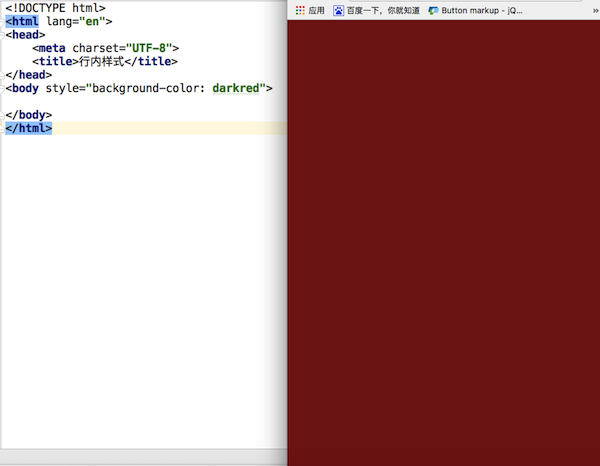 <!DOCTYPE html>
<html lang="en">
<head>
    <meta charset="UTF-8">
    <title>行内样式</title>
</head>
<body style="background-color: darkred">

</body>
</html>
应用 百度一下，你就知道 Button markup - jQ... »